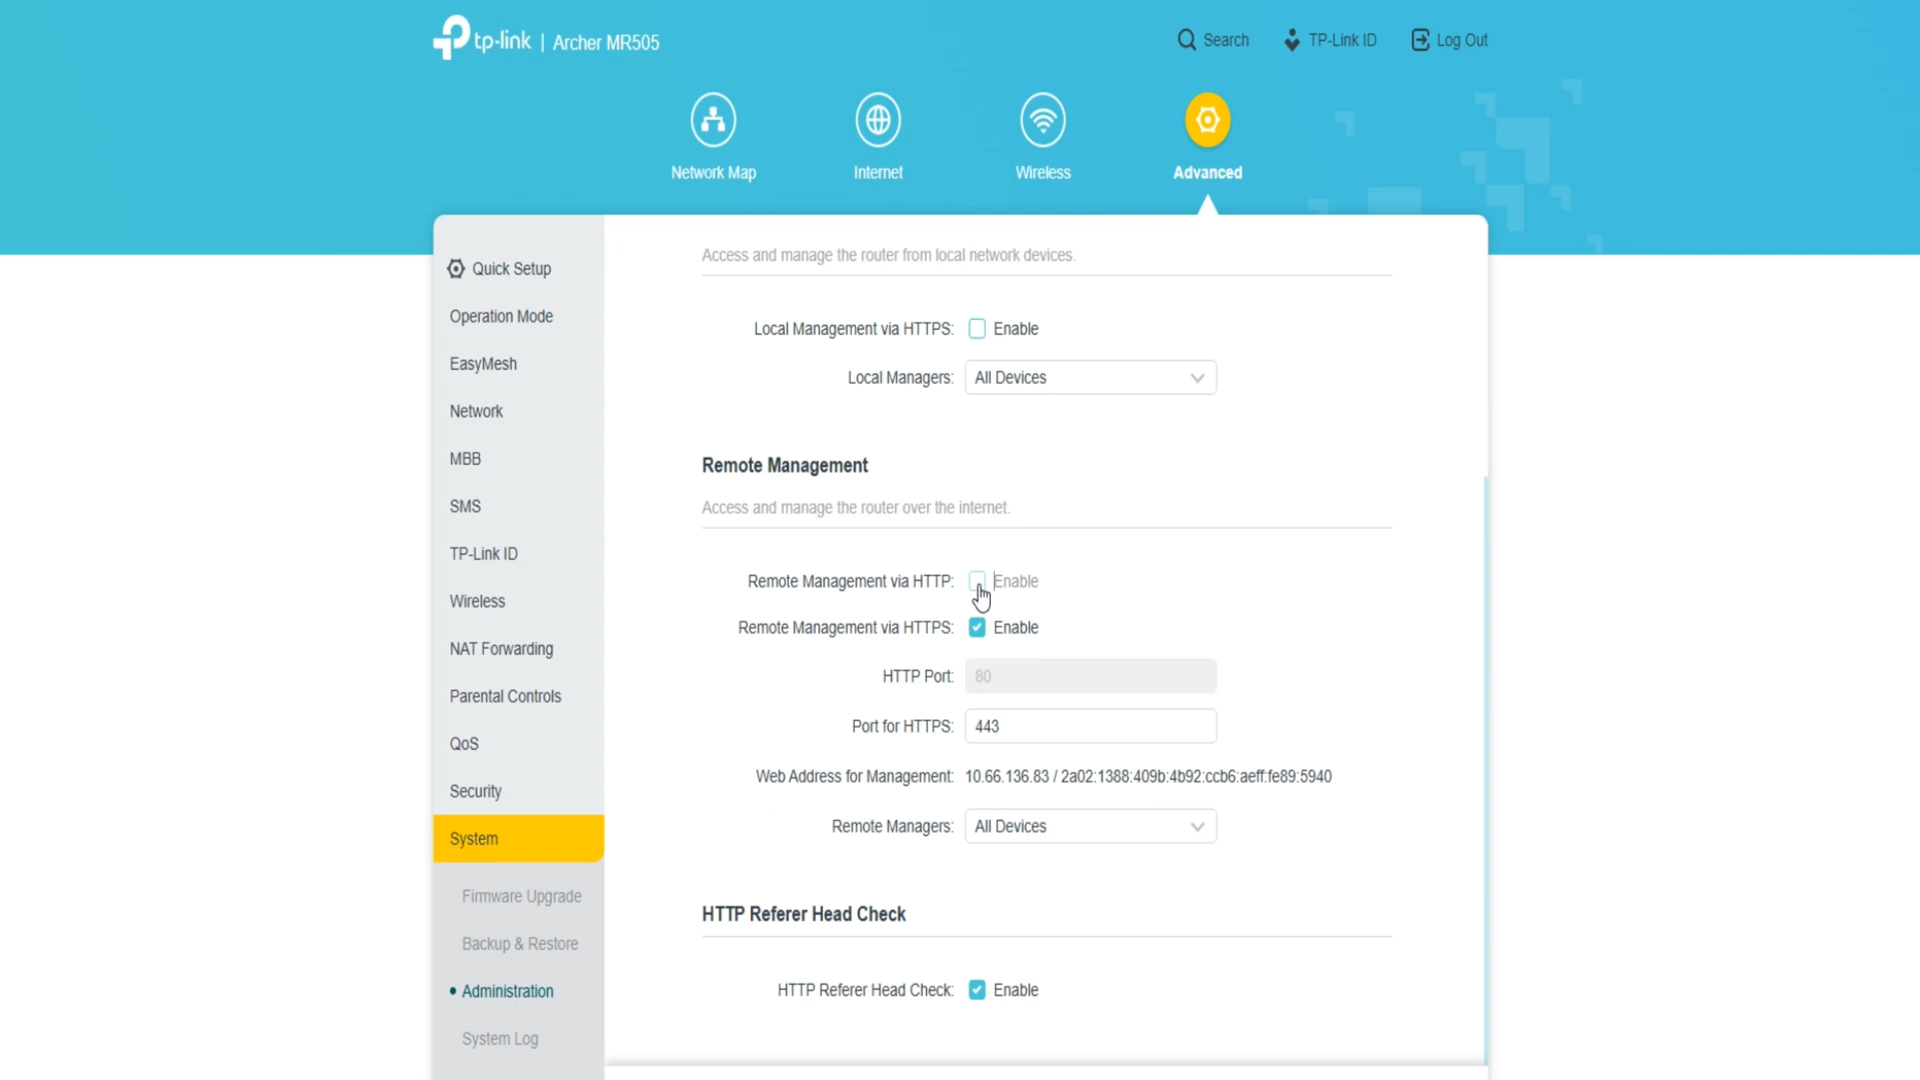 tp-link | Archer MR505
Search
TP-Link ID
Log Out
Network Map
Internet
Wireless
Advanced
Quick Setup
Operation Mode
EasyMesh
Network
MBB
SMS
TP-Link ID
Wireless
NAT Forwarding
Parental Controls
QoS
Security
System
Firmware Upgrade
Backup & Restore
• Administration
System Log
Access and manage the router from local network devices.
Local Management via HTTPS: Enable
Local Managers: All Devices
Remote Management
Access and manage the router over the internet.
Remote Management via HTTP: Enable
Remote Management via HTTPS: Enable
HTTP Port: 80
Port for HTTPS: 443
Web Address for Management: 10.66.136.83 / 2a02:1388:409b:4b92:ccb6:aeff:fe89:5940
Remote Managers: All Devices
HTTP Referer Head Check
HTTP Referer Head Check: Enable